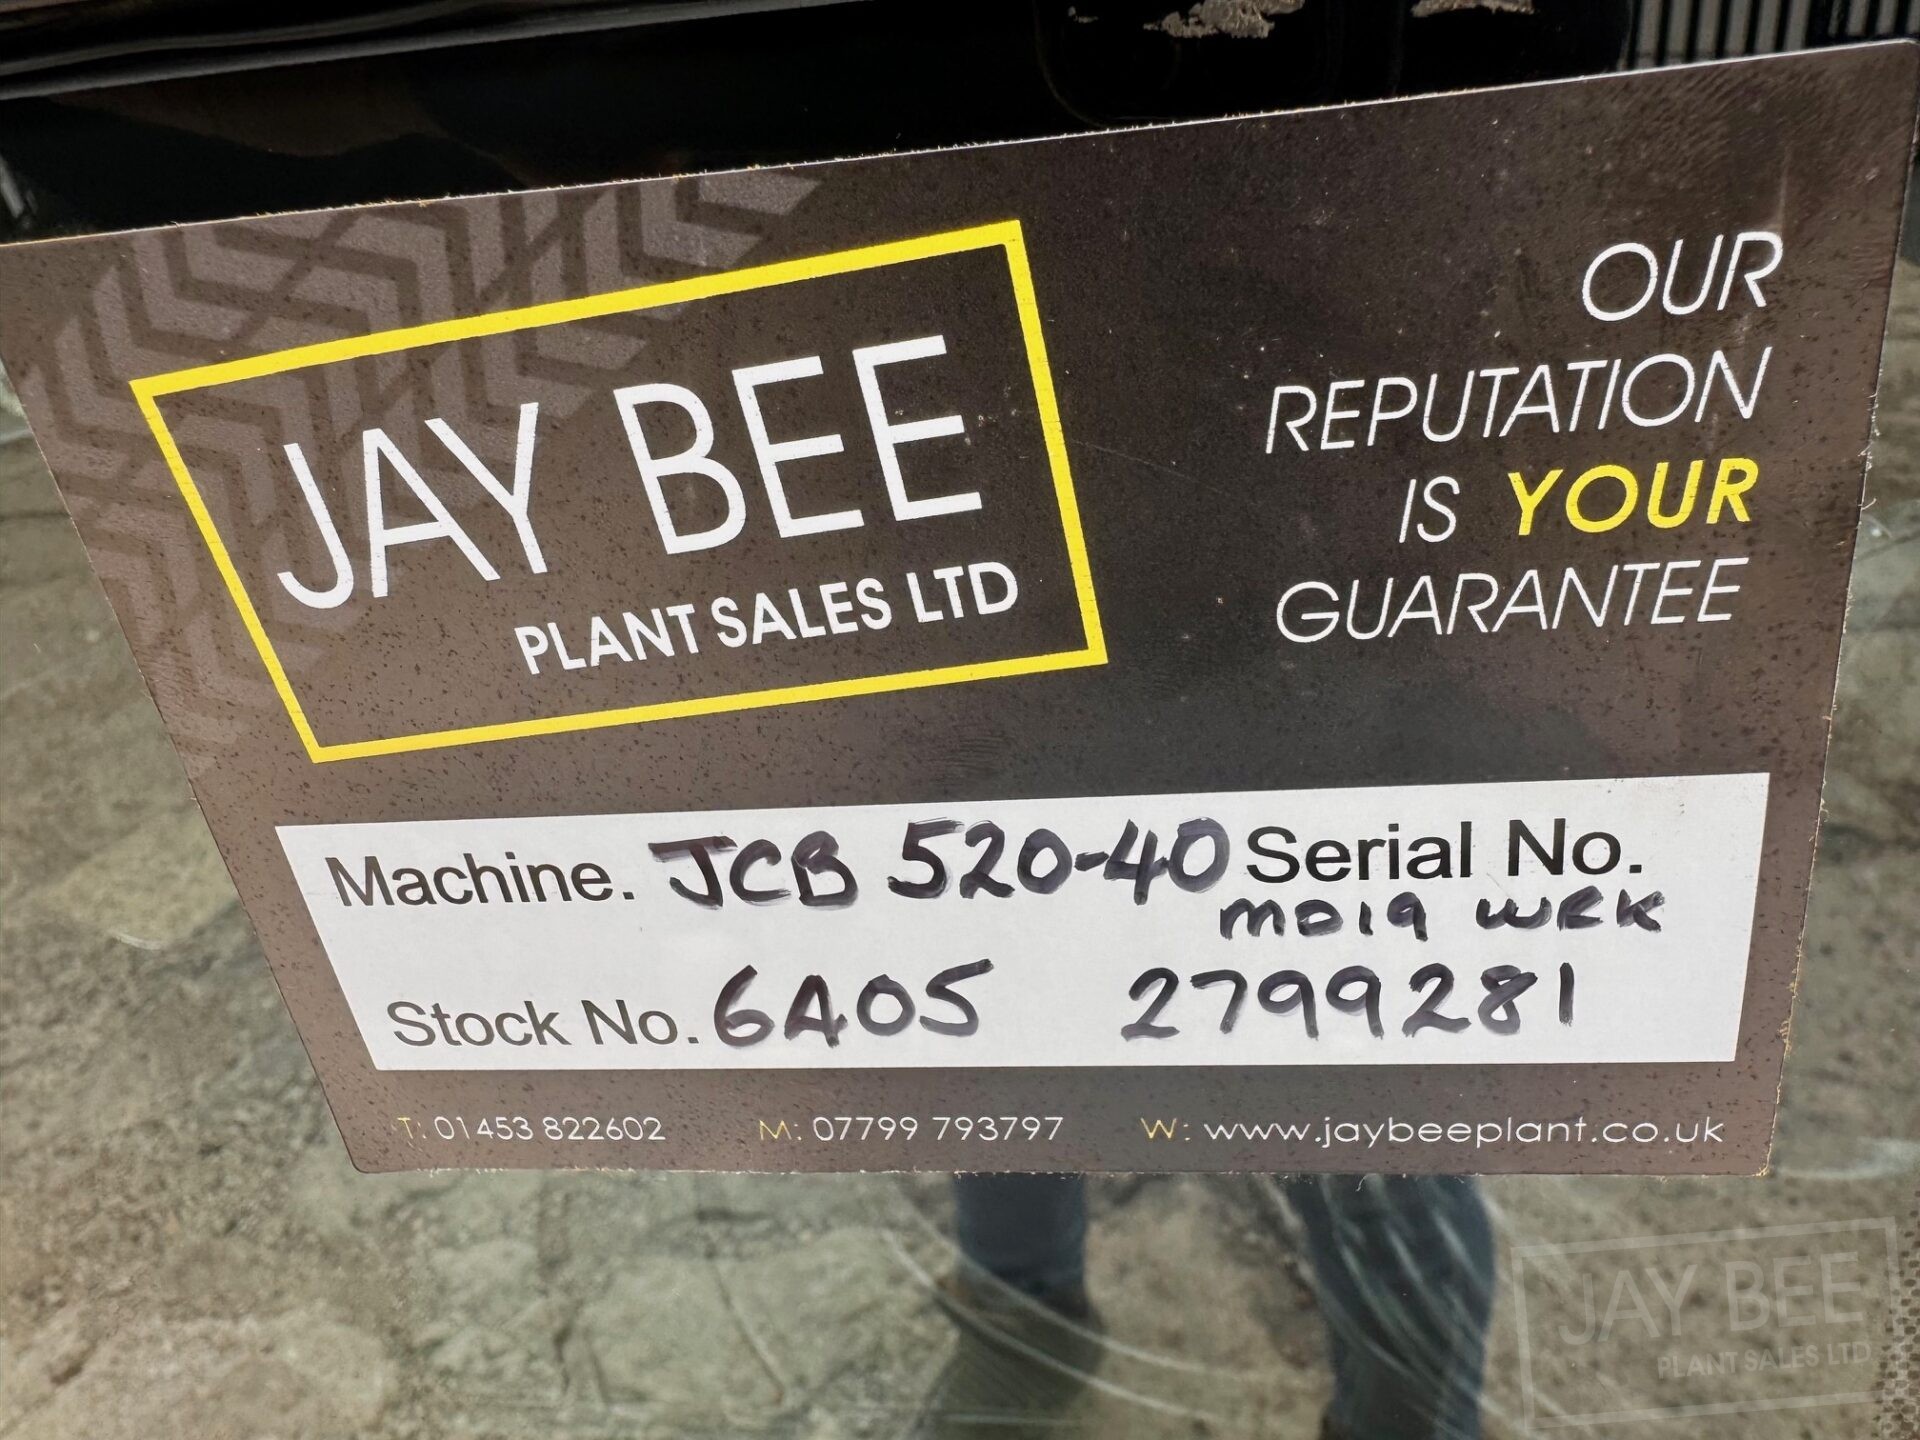 JAY BEE
PLANT SALES LTD
OUR
REPUTATION
IS YOUR
GUARANTEE
Machine. JCB 520-40 Serial No.
MD19 WRK
Stock No. 6A05 2799281
T: 01453 822602 M: 07799 793797 W: www.jaybeeplant.co.uk
JAY BEE
PLANT SALES LTD